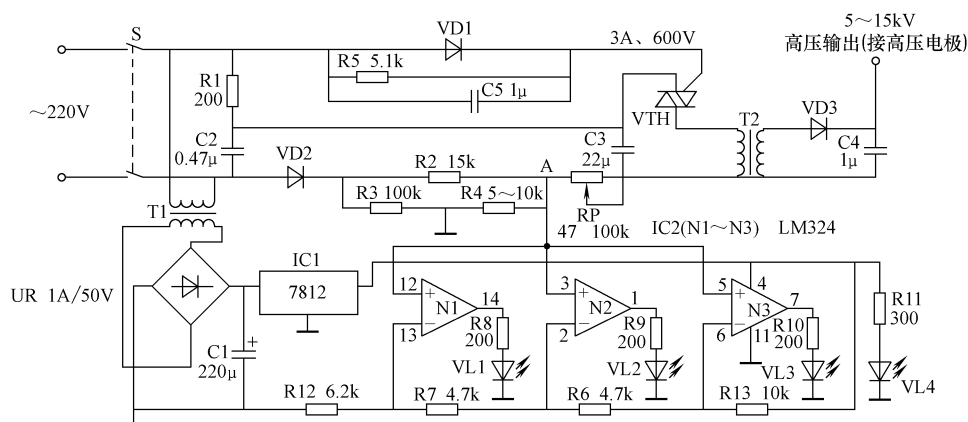 5～15kV
高压输出(接高压电极)
S
VD1
3A、600V
R5 5.1k
R1
200
C5 1μ
～220V
VTH
T2
VD3
C2
0.47μ
C3
22μ
C4
1μ
VD2
R2 15k
A
R3 100k
R4 5～10k
RP
47 100k
T1
IC2(N1～N3) LM324
UR 1A/50V
IC1
7812
12
+
N1
14
－
13
3
+
N2
1
－
2
5
+
4
N3
7
－
6
11
R8
200
R9
200
R10
200
R11
300
C1
+
220μ
VL1
VL2
VL3
VL4
R12 6.2k
R7 4.7k
R6 4.7k
R13 10k